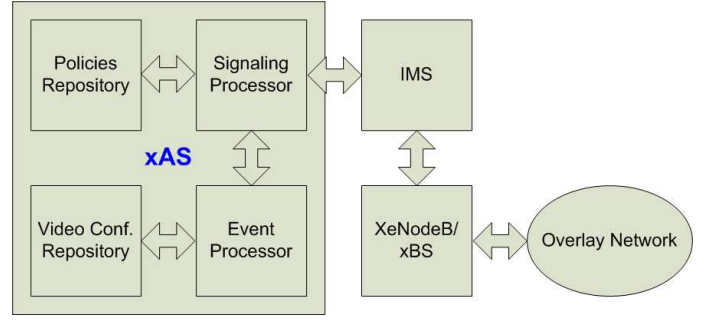 Policies
Repository
Signaling
Processor
IMS
xAS
Video Conf.
Repository
Event
Processor
XeNodeB/
xBS
Overlay Network